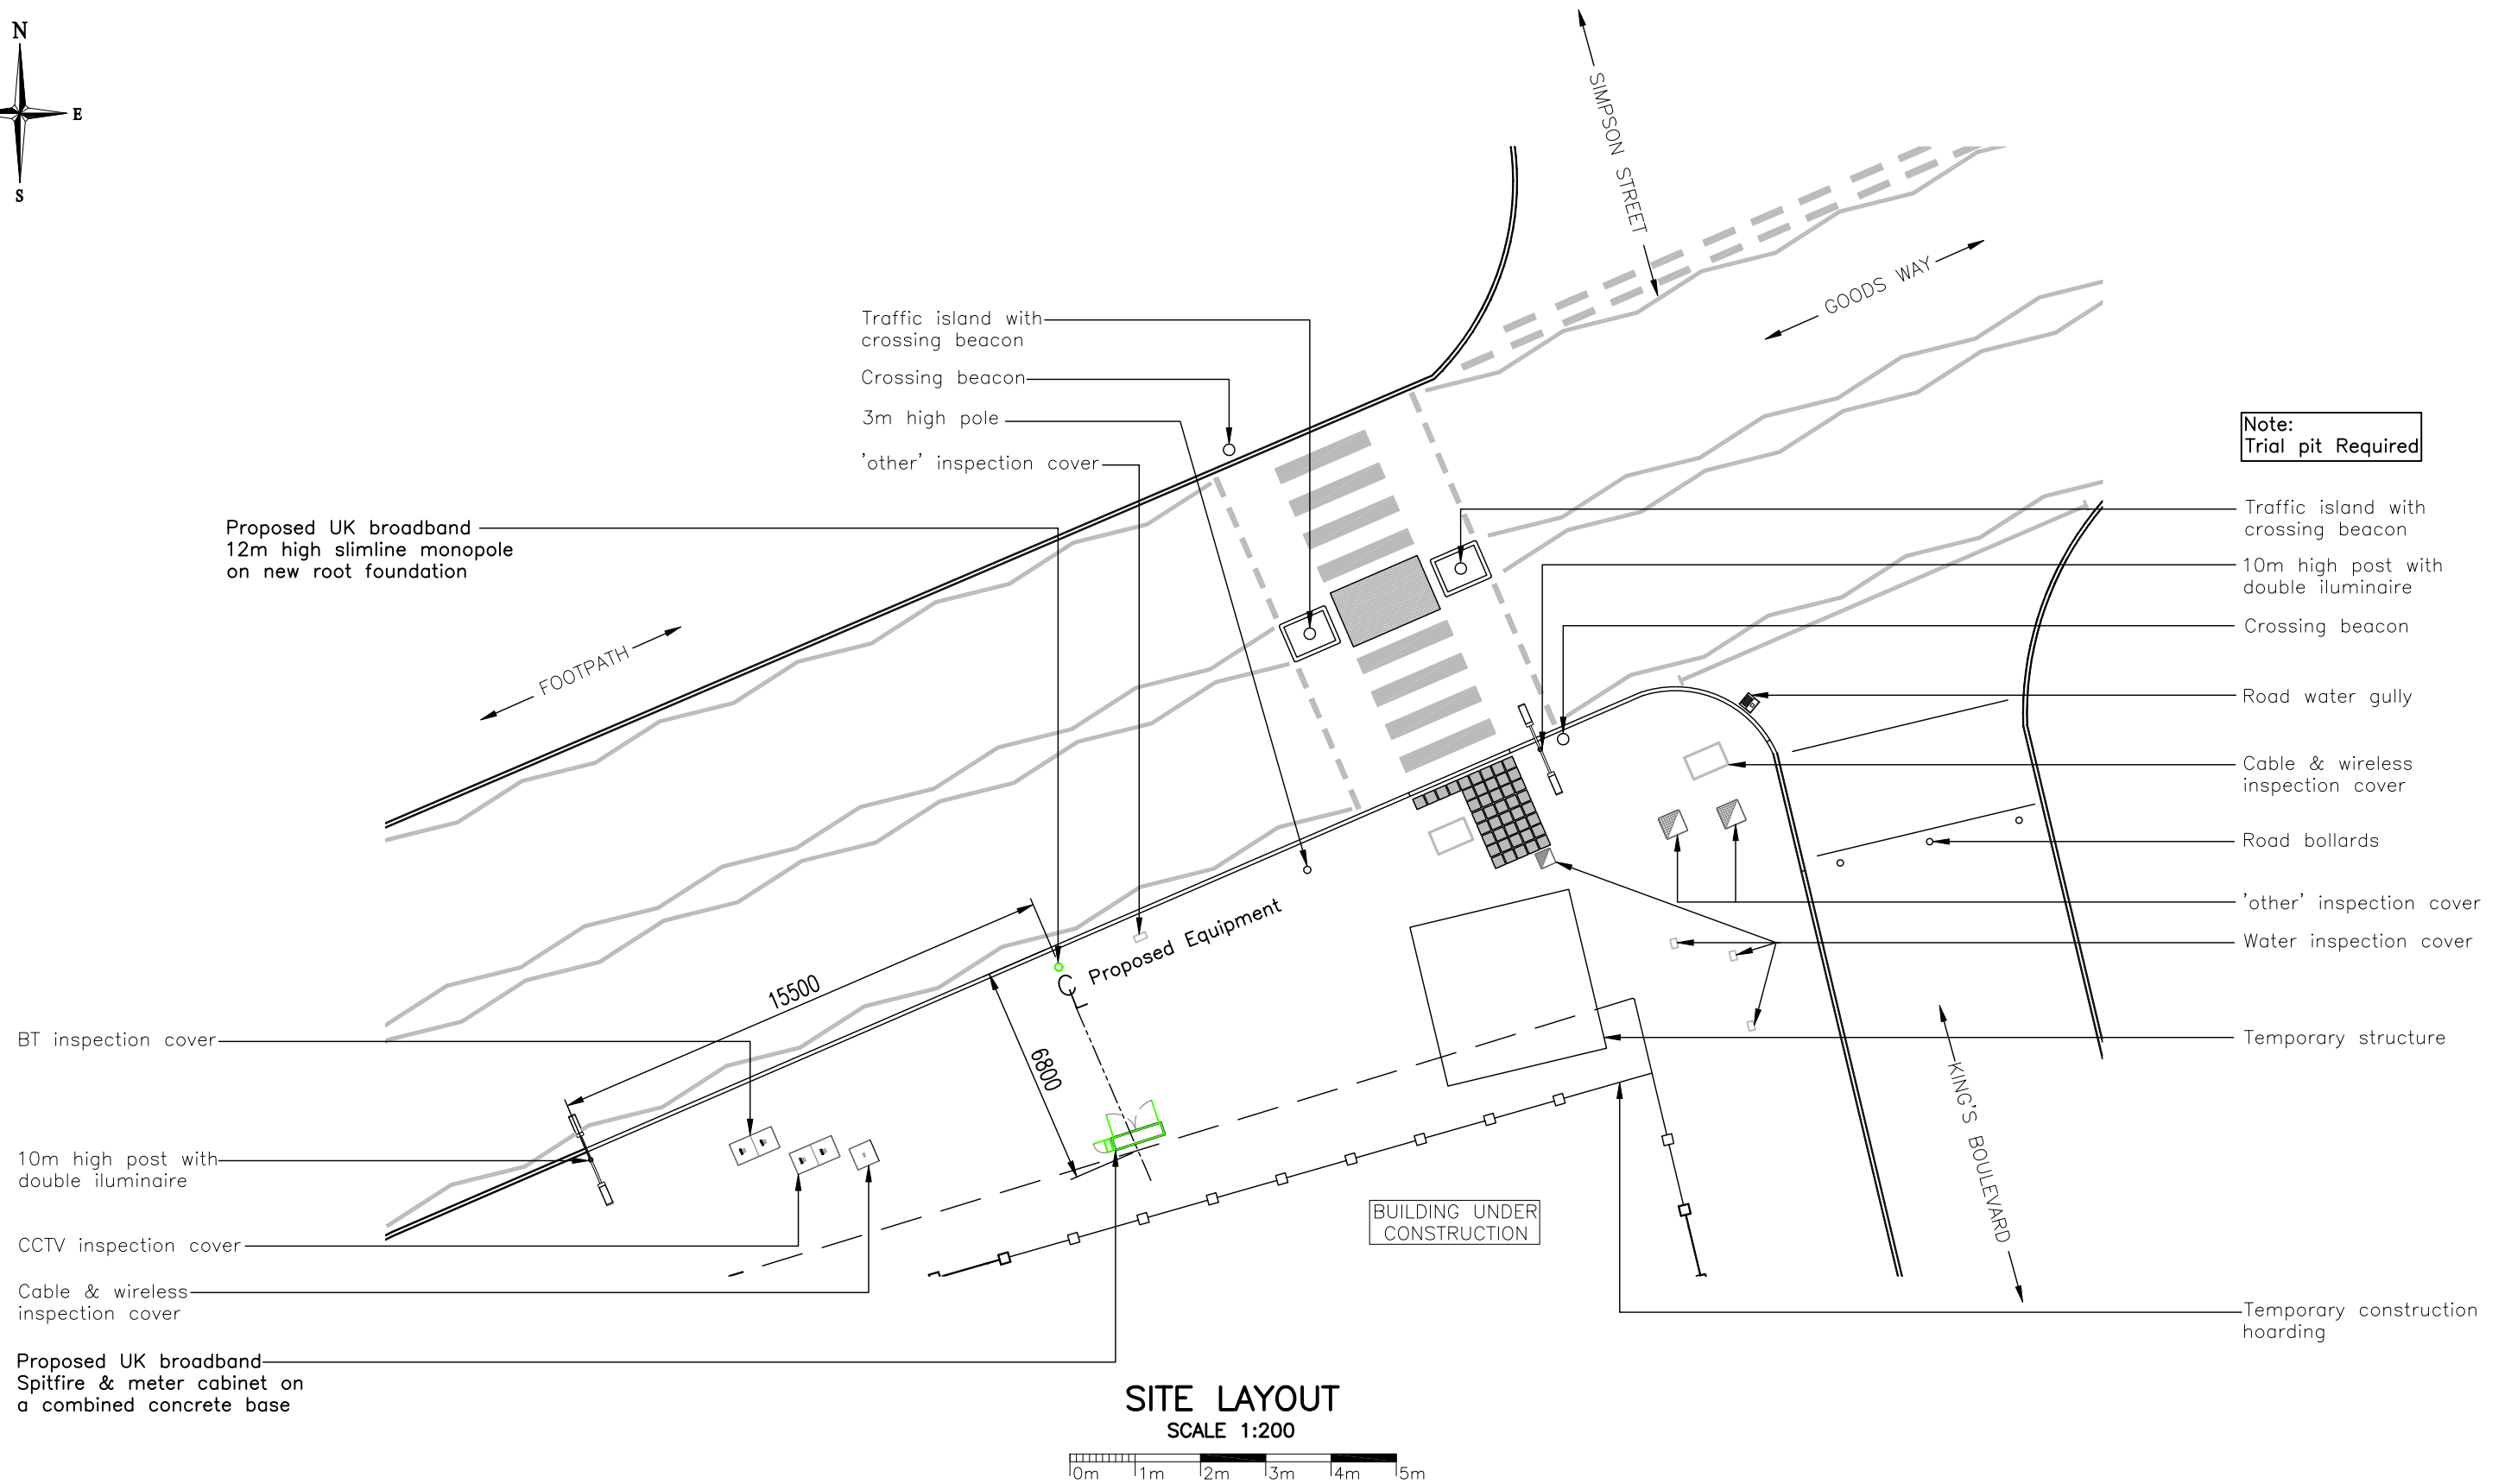 N
E
S
SIMPSON STREET
GOODS WAY
Traffic island with
crossing beacon
Crossing beacon
3m high pole
'other' inspection cover
Proposed UK broadband
12m high slimline monopole
on new root foundation
FOOTPATH
Note:
Trial pit Required
Traffic island with
crossing beacon
10m high post with
double iluminaire
Crossing beacon
Road water gully
Cable & wireless
inspection cover
Road bollards
'other' inspection cover
Water inspection cover
Temporary structure
KING'S BOULEVARD
Temporary construction
hoarding
CL Proposed Equipment
15500
6800
BT inspection cover
10m high post with
double iluminaire
CCTV inspection cover
Cable & wireless
inspection cover
Proposed UK broadband
Spitfire & meter cabinet on
a combined concrete base
BUILDING UNDER
CONSTRUCTION
SITE LAYOUT
SCALE 1:200
0m 1m 2m 3m 4m 5m